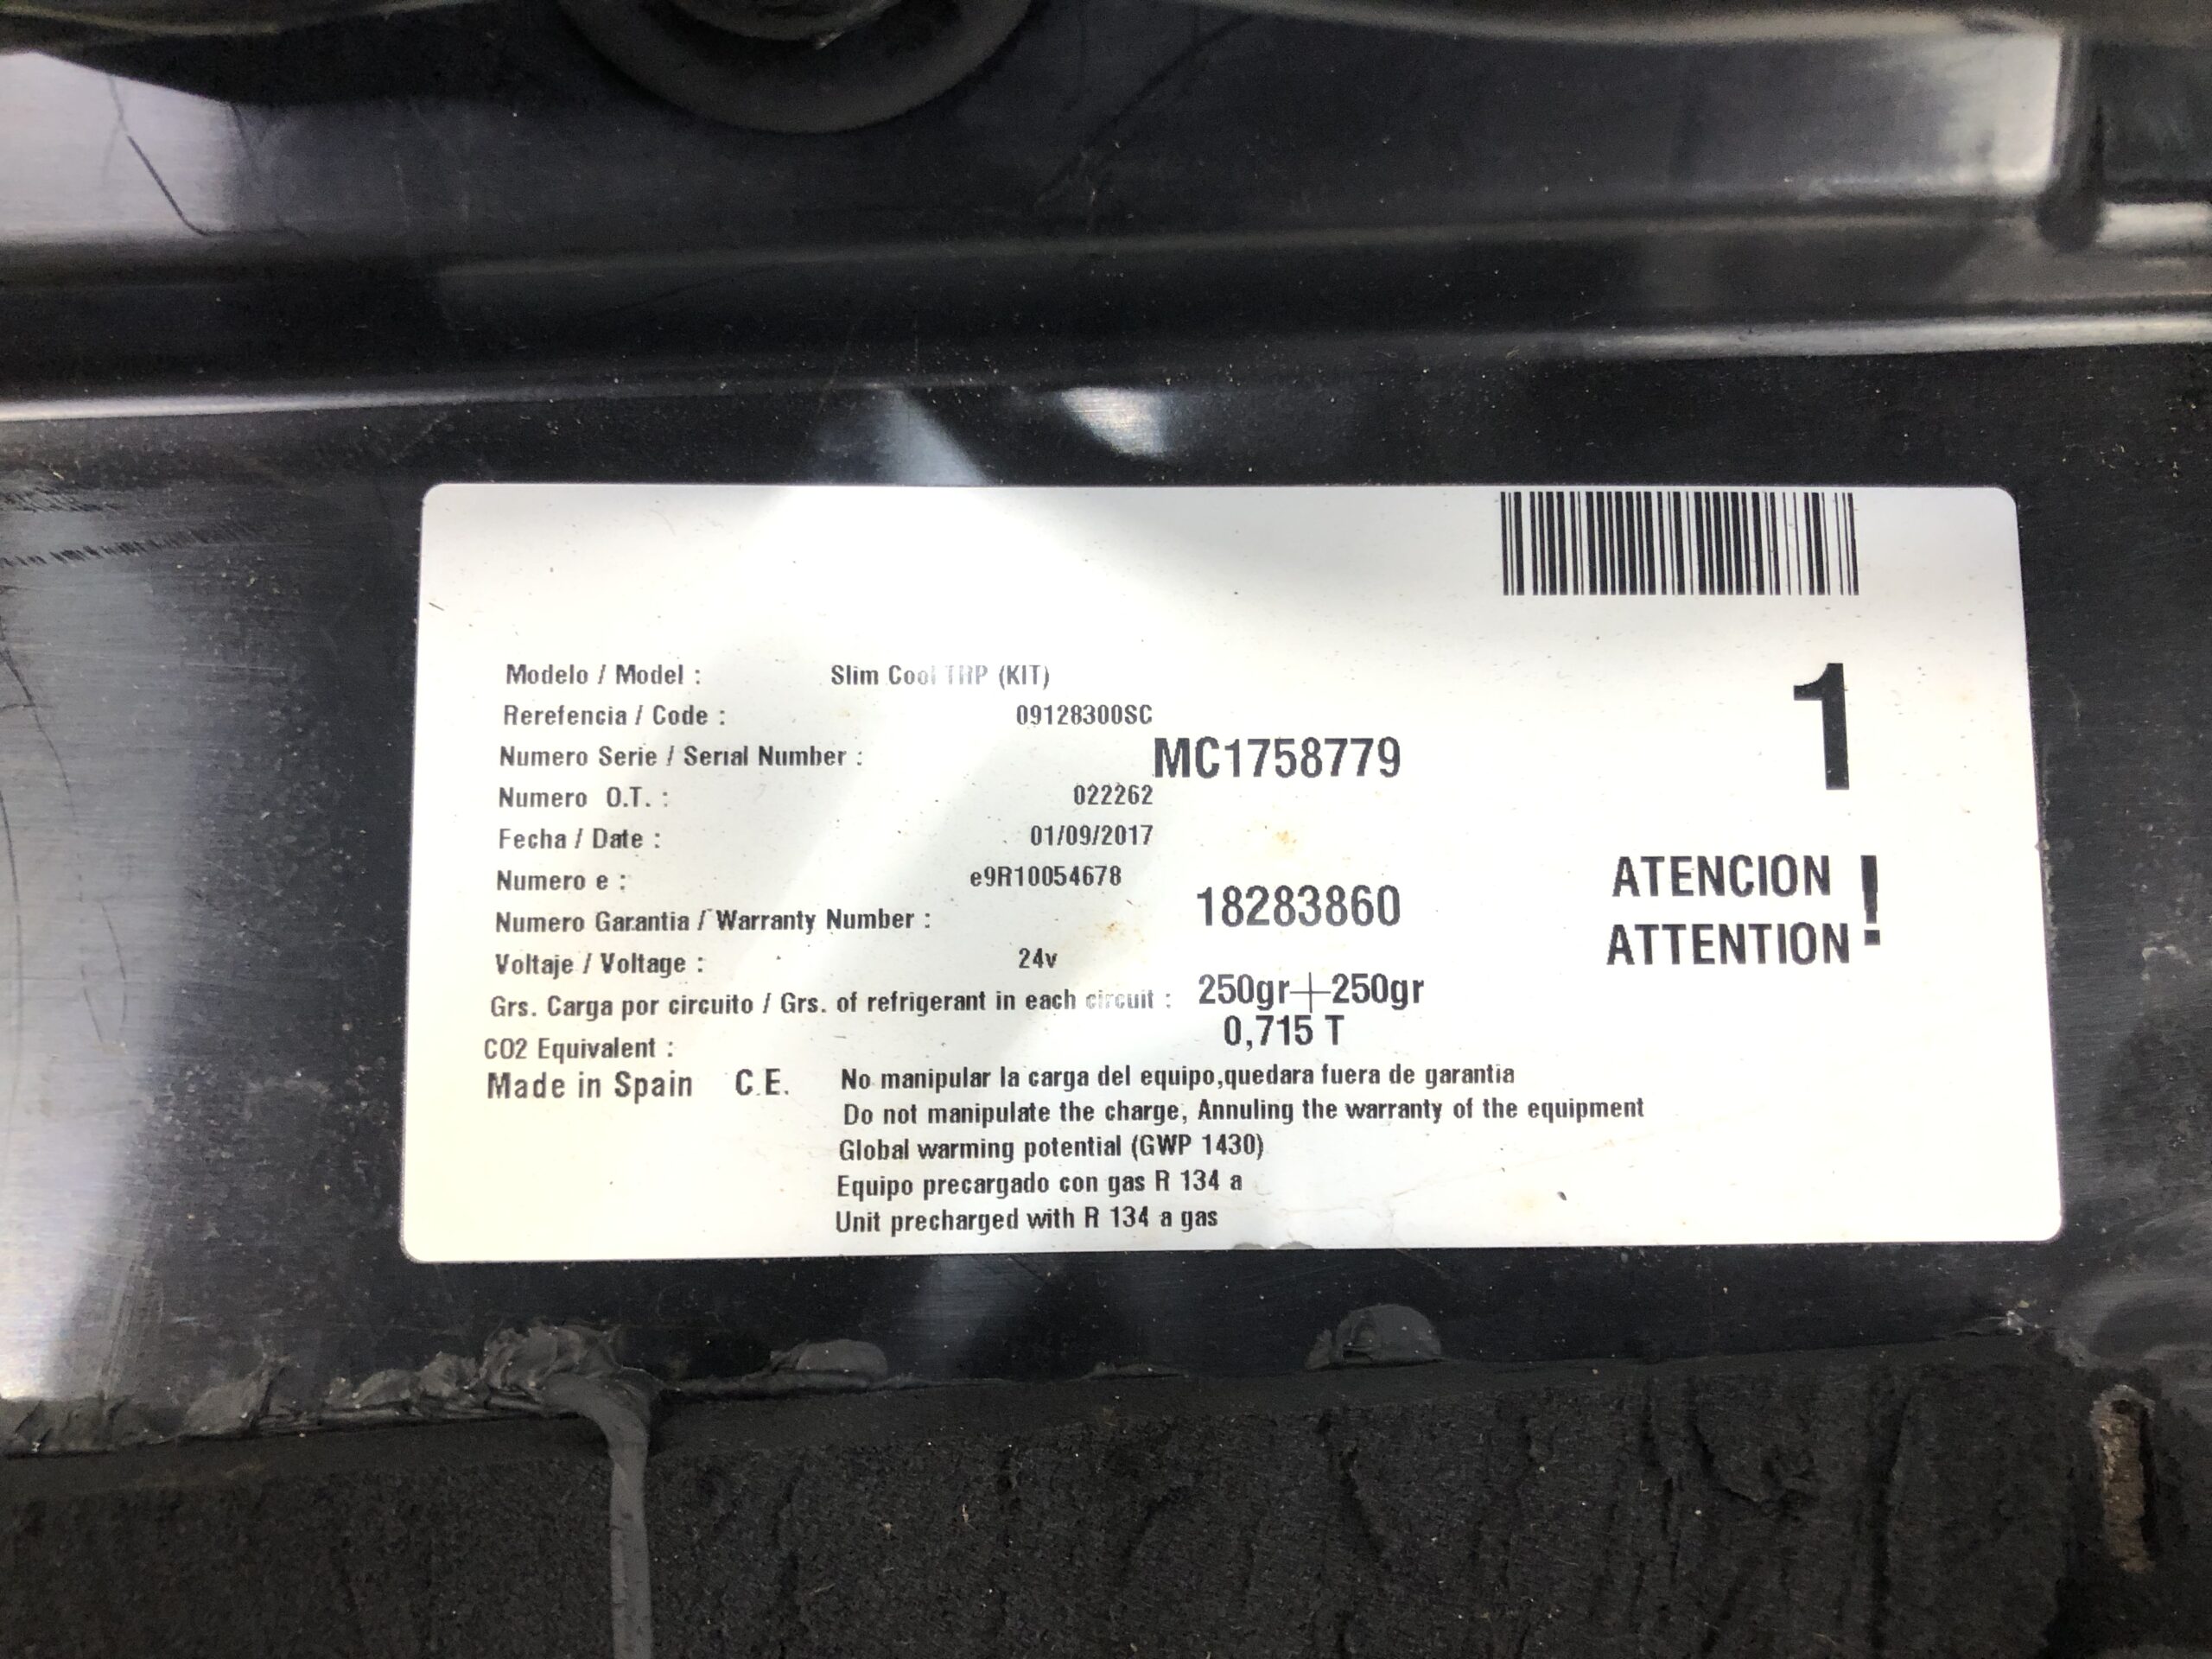 Modelo / Model : Slim Cool TRP (KIT)
Rerefencia / Code : 09128300SC
Numero Serie / Serial Number : MC1758779
Numero O.T. : 022262
Fecha / Date : 01/09/2017
Numero e : e9R10054678
Numero Garantia / Warranty Number : 18283860
Voltaje / Voltage : 24v
Grs. Carga por circuito / Grs. of refrigerant in each circuit : 250gr+250gr
CO2 Equivalent : 0,715 T
Made in Spain C.E.
No manipular la carga del equipo,quedara fuera de garantia
Do not manipulate the charge, Annuling the warranty of the equipment
Global warming potential (GWP 1430)
Equipo precargado con gas R 134 a
Unit precharged with R 134 a gas
1
ATENCION
ATTENTION !